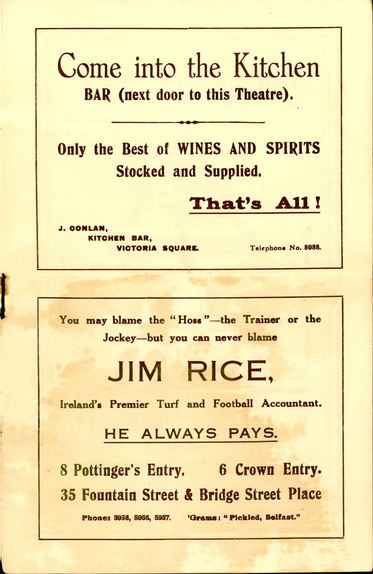 Come into the Kitchen
BAR (next door to this Theatre).
Only the Best of WINES AND SPIRITS
Stocked and Supplied.
That's All!
J. CONLAN,
KITCHEN BAR,
VICTORIA SQUARE.
Telephone No. 8038.
You may blame the "Hoss"—the Trainer or the
Jockey—but you can never blame
JIM RICE,
Ireland's Premier Turf and Football Accountant.
HE ALWAYS PAYS.
8 Pottinger's Entry. 6 Crown Entry.
35 Fountain Street & Bridge Street Place
Phones 5955, 5956, 5957. 'Grams: "Pickled, Belfast."